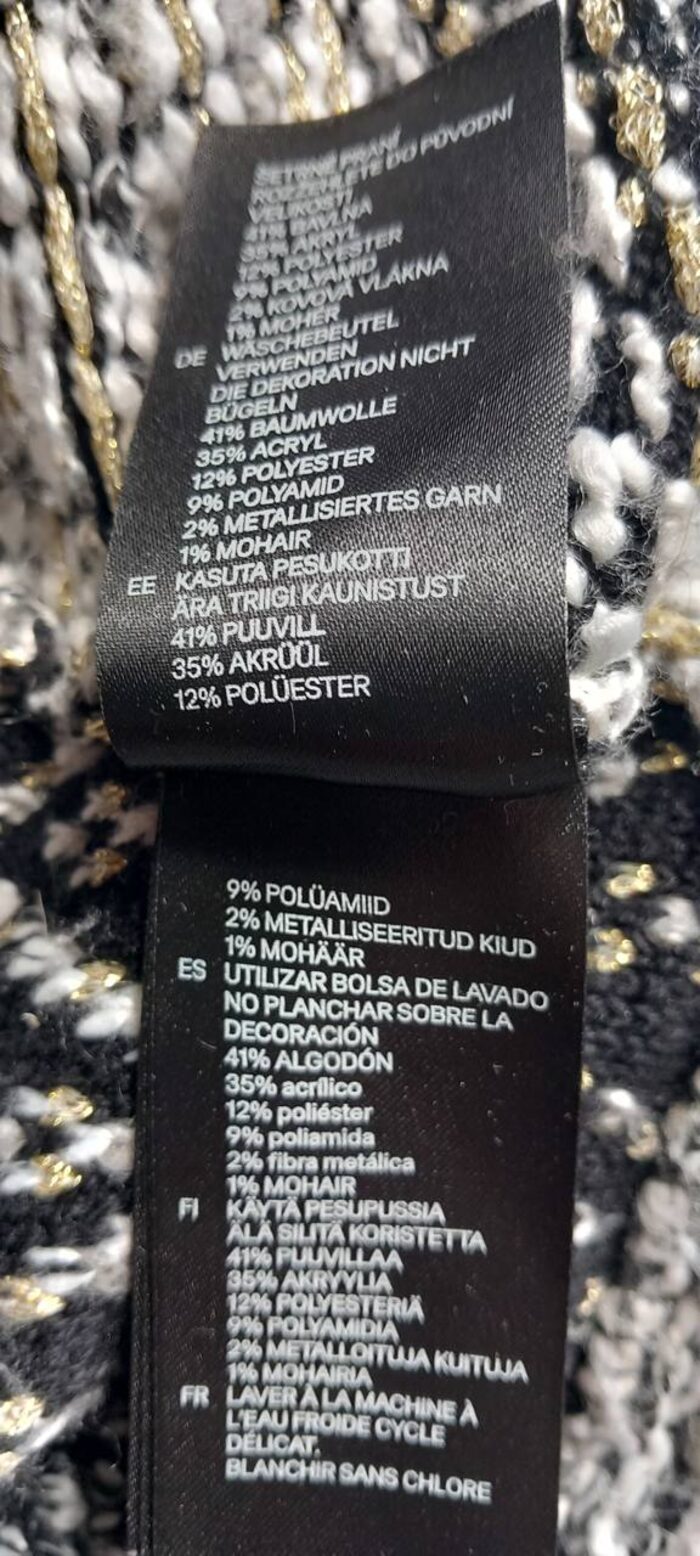 ŠETRNÉ PRANÍ
ROZŽEHLETE DO PŮVODNÍ
VELIKOSTI
41% BAVLNA
35% AKRYL
12% POLYESTER
9% POLYAMID
2% KOVOVÁ VLÁKNA
1% MOHÉR
DE WÄSCHEBEUTEL
VERWENDEN
DIE DEKORATION NICHT
BÜGELN
41% BAUMWOLLE
35% ACRYL
12% POLYESTER
9% POLYAMID
2% METALLISIERTES GARN
1% MOHAIR
EE KASUTA PESUKOTTI
ÄRA TRIIGI KAUNISTUST
41% PUUVILL
35% AKRÜÜL
12% POLÜESTER
9% POLÜAMIID
2% METALLISEERITUD KIUD
1% MOHÄÄR
ES UTILIZAR BOLSA DE LAVADO
NO PLANCHAR SOBRE LA
DECORACIÓN
41% ALGODÓN
35% acrílico
12% poliéster
9% poliamida
2% fibra metálica
1% MOHAIR
FI KÄYTÄ PESUPUSSIA
ÄLÄ SILITÄ KORISTETTA
41% PUUVILLAA
35% AKRYYLIA
12% POLYESTERIÄ
9% POLYAMIDIA
2% METALLOITUJA KUITUJA
1% MOHAIRIA
FR LAVER À LA MACHINE À
L'EAU FROIDE CYCLE
DÉLICAT.
BLANCHIR SANS CHLORE